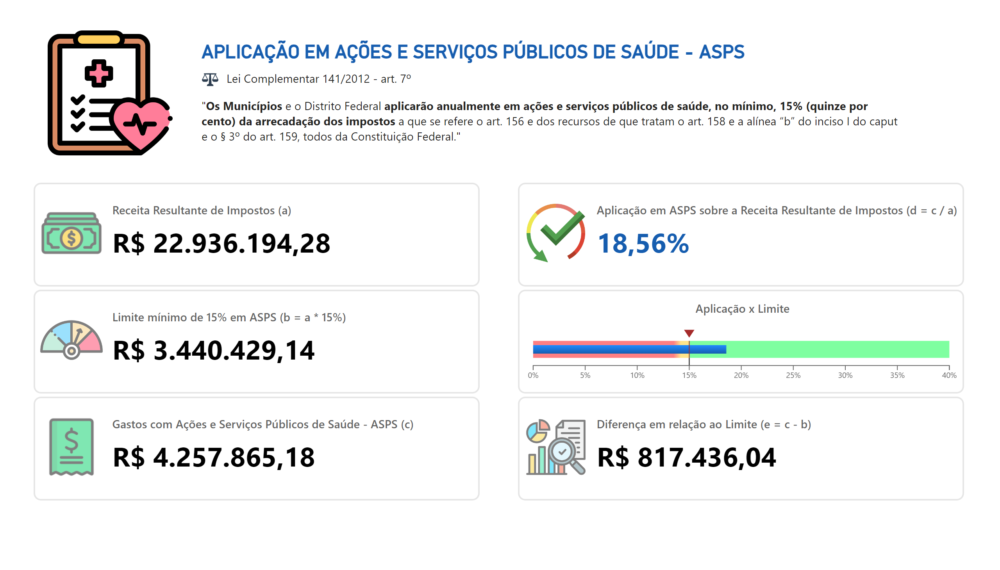 APLICAÇÃO EM AÇÕES E SERVIÇOS PÚBLICOS DE SAÚDE - ASPS
Lei Complementar 141/2012 - art. 7º
"Os Municípios e o Distrito Federal aplicarão anualmente em ações e serviços públicos de saúde, no mínimo, 15% (quinze por
cento) da arrecadação dos impostos a que se refere o art. 156 e dos recursos de que tratam o art. 158 e a alínea “b” do inciso I do caput
e o § 3º do art. 159, todos da Constituição Federal."
Receita Resultante de Impostos (a)
R$ 22.936.194,28
Limite mínimo de 15% em ASPS (b = a * 15%)
R$ 3.440.429,14
Gastos com Ações e Serviços Públicos de Saúde - ASPS (c)
R$ 4.257.865,18
Aplicação em ASPS sobre a Receita Resultante de Impostos (d = c / a)
18,56%
Aplicação x Limite
0% 5% 10% 15% 20% 25% 30% 35% 40%
Diferença em relação ao Limite (e = c - b)
R$ 817.436,04